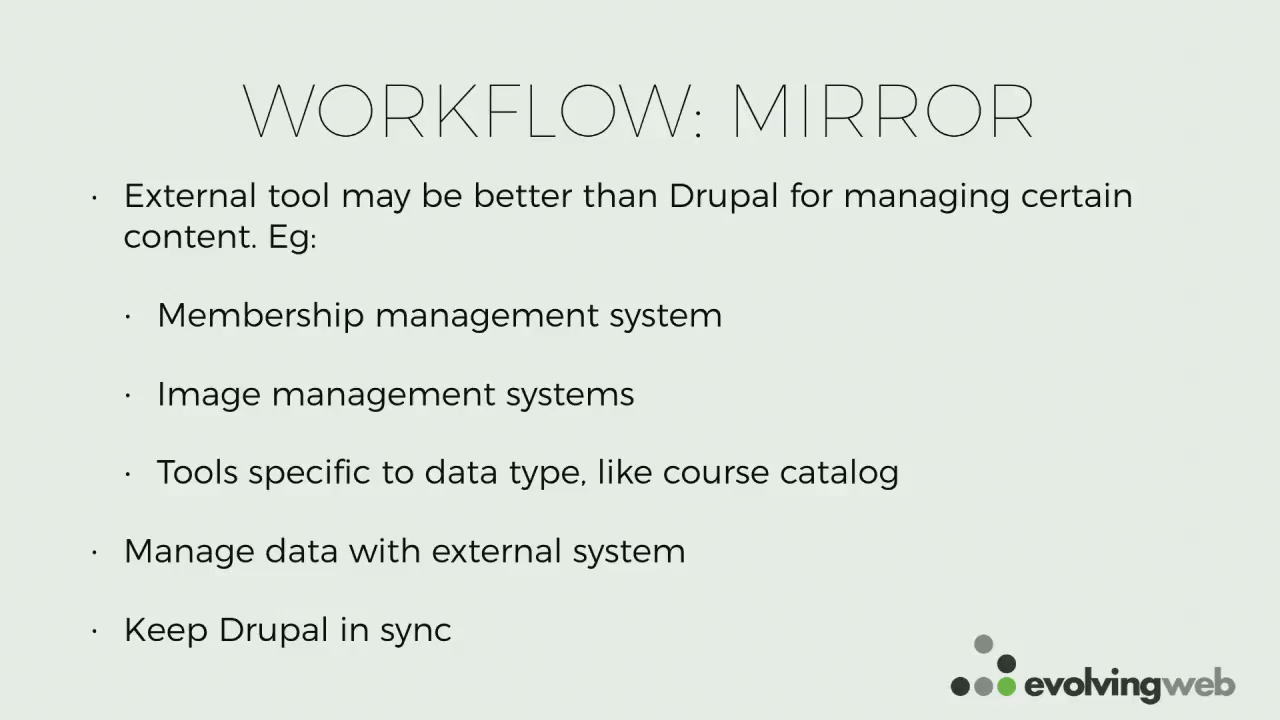 WORKFLOW: MIRROR
· External tool may be better than Drupal for managing certain
content. Eg:
· Membership management system
· Image management systems
· Tools specific to data type, like course catalog
· Manage data with external system
· Keep Drupal in sync
evolvingweb